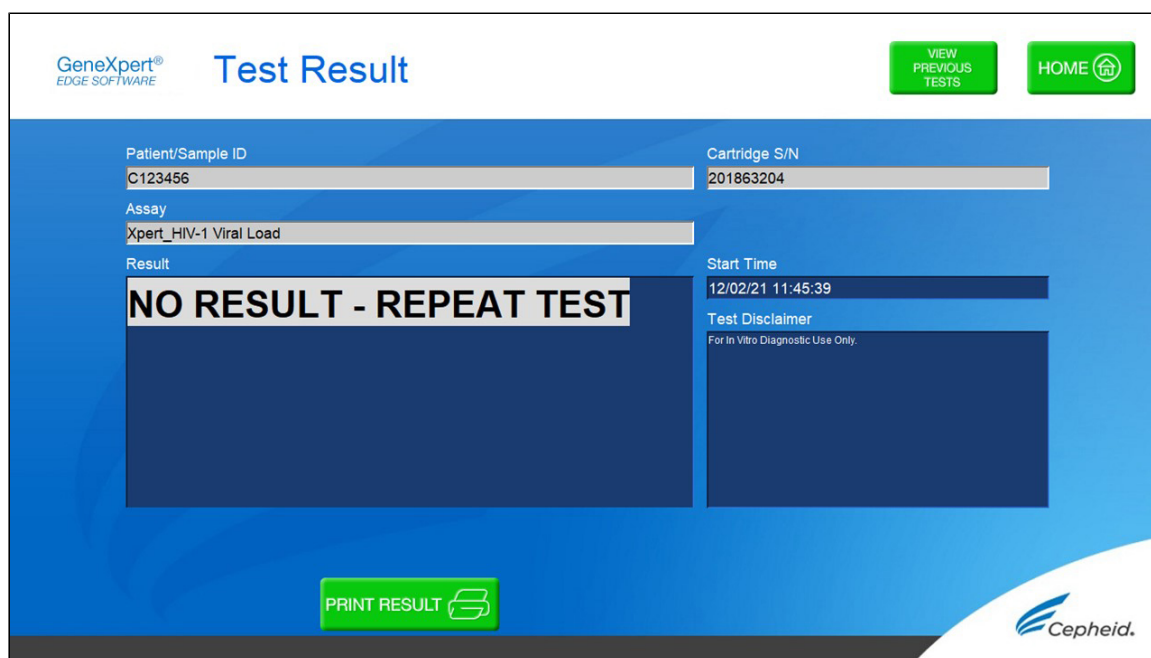 GeneXpert®
EDGE SOFTWARE
Test Result
VIEW
PREVIOUS
TESTS
HOME
Patient/Sample ID
C123456
Cartridge S/N
201863204
Assay
Xpert_HIV-1 Viral Load
Result
NO RESULT - REPEAT TEST
Start Time
12/02/21 11:45:39
Test Disclaimer
For In Vitro Diagnostic Use Only.
PRINT RESULT
Cepheid.